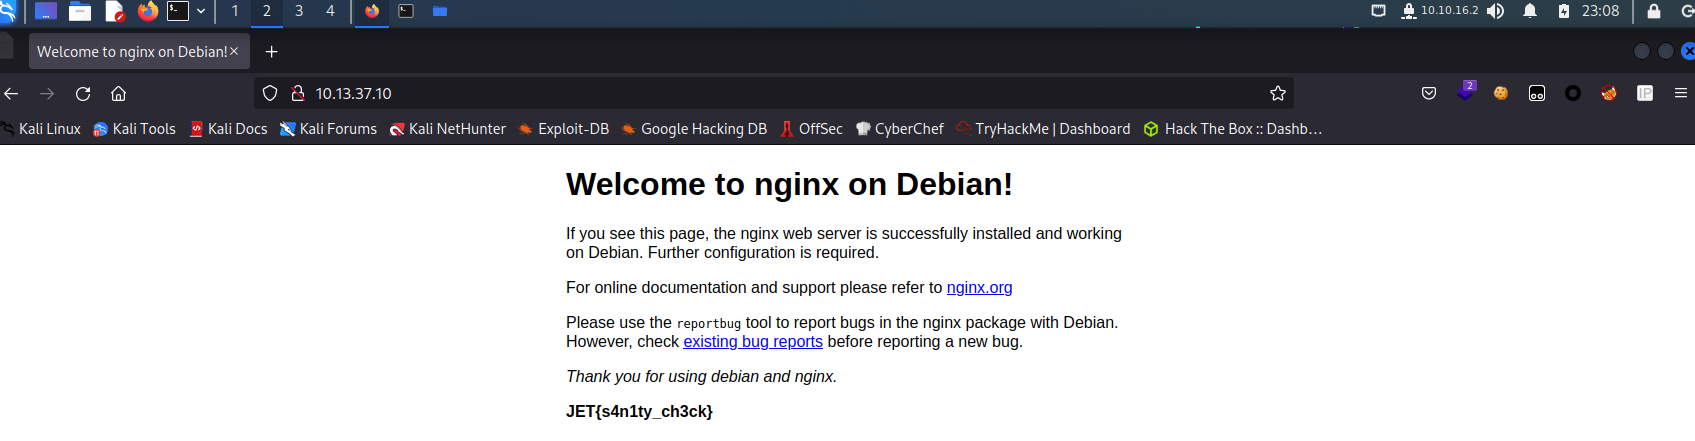 1 2 3 4 10.10.16.2 23:08
Welcome to nginx on Debian!
10.13.37.10 2
Kali Linux Kali Tools Kali Docs Kali Forums Kali NetHunter Exploit-DB Google Hacking DB OffSec CyberChef TryHackMe | Dashboard Hack The Box :: Dashb…
Welcome to nginx on Debian!
If you see this page, the nginx web server is successfully installed and working
on Debian. Further configuration is required.
For online documentation and support please refer to nginx.org
Please use the reportbug tool to report bugs in the nginx package with Debian.
However, check existing bug reports before reporting a new bug.
Thank you for using debian and nginx.
JET{s4n1ty_ch3ck}